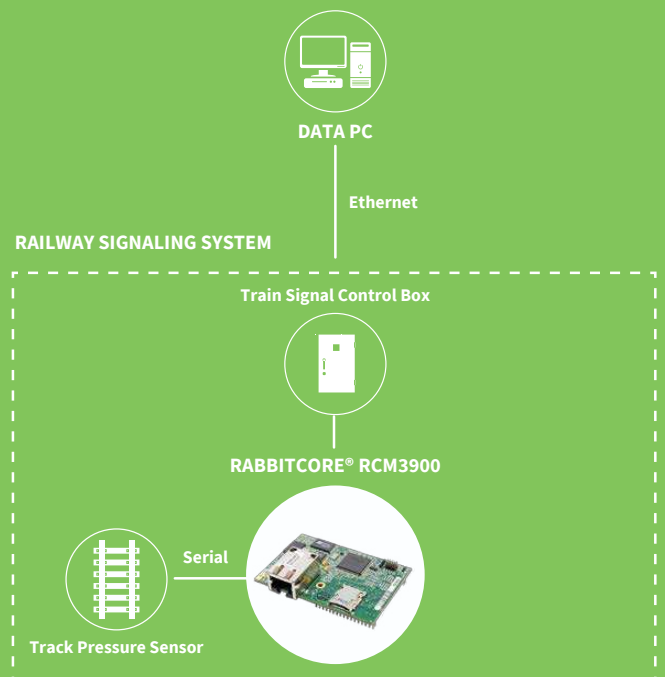 DATA PC
Ethernet
RAILWAY SIGNALING SYSTEM
Train Signal Control Box
RABBITCORE® RCM3900
Serial
Track Pressure Sensor